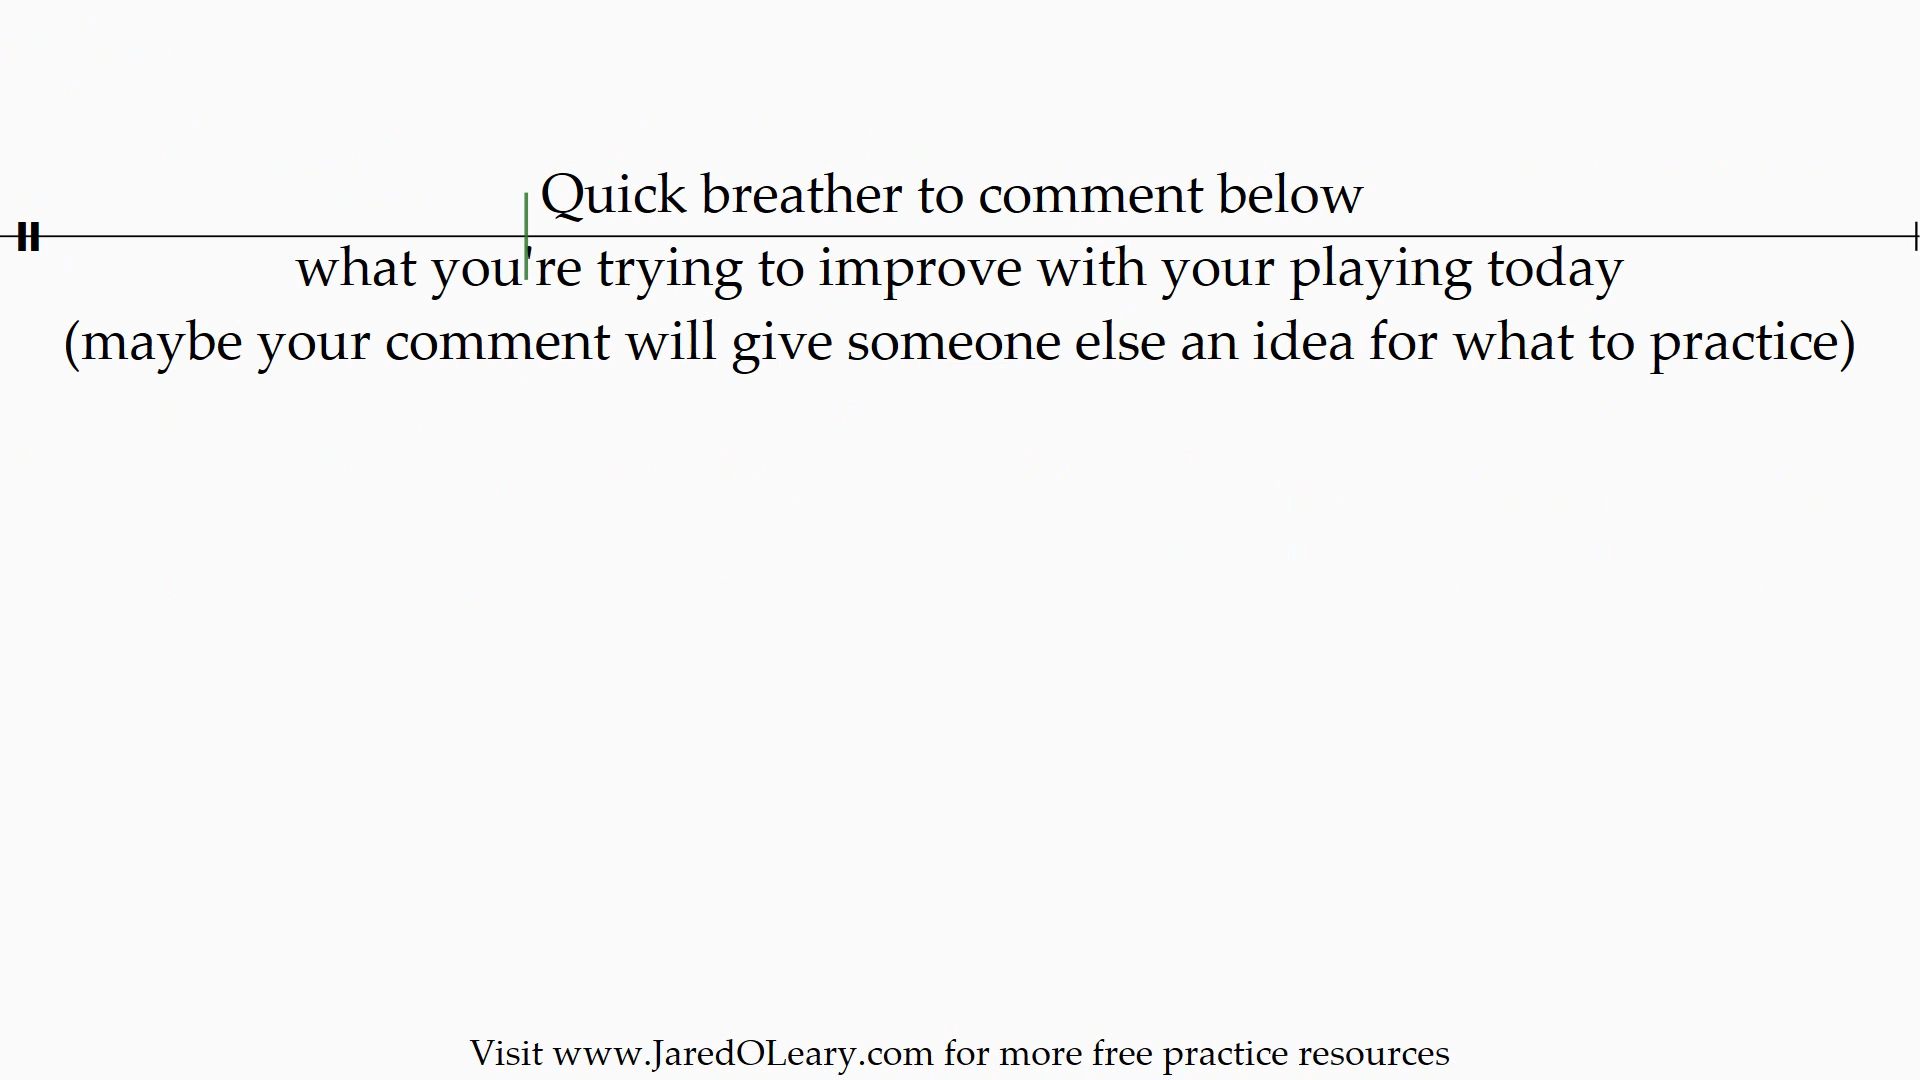 Quick breather to comment below
what you're trying to improve with your playing today
(maybe your comment will give someone else an idea for what to practice)
Visit www.JaredOLeary.com for more free practice resources